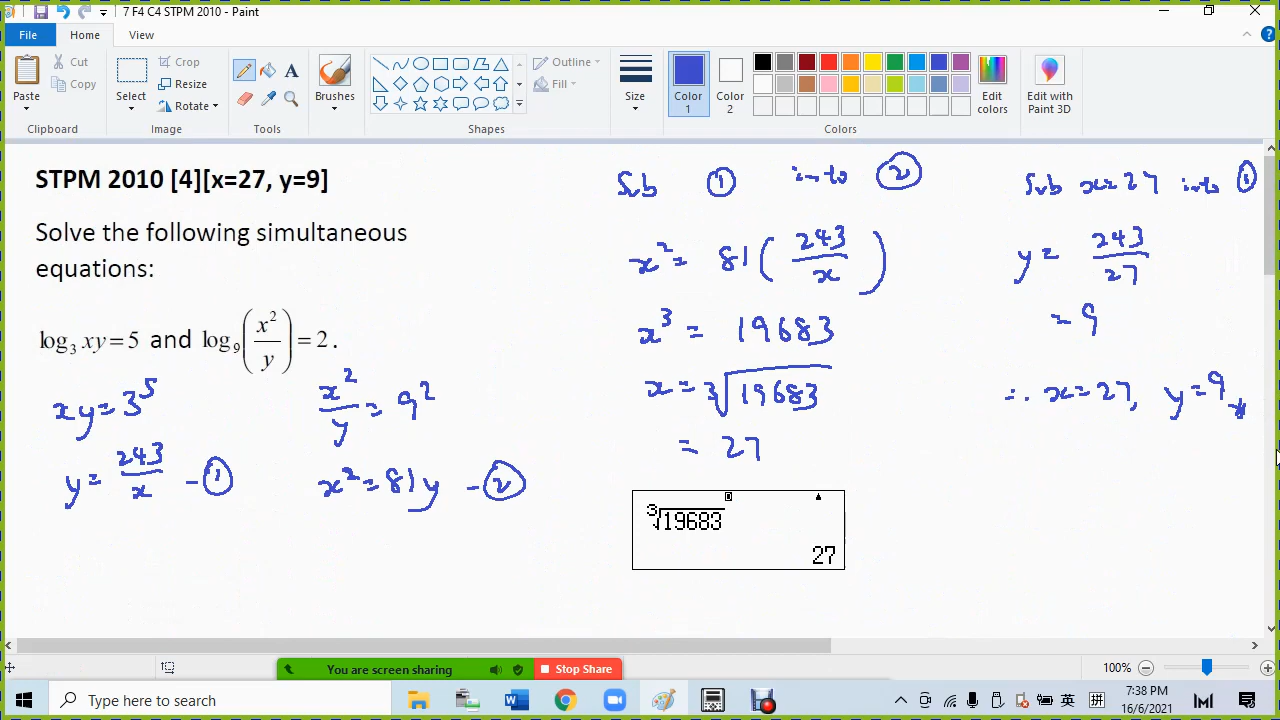 7 F4 C4 STPM 2010 - Paint
File
Home
View
Paste
Cut
Copy
Clipboard
Select
Crop
Resize
Rotate
Image
A
Tools
Brushes
Outline
Fill
Shapes
Size
Color 1
Color 2
Edit colors
Colors
Edit with Paint 3D
STPM 2010 [4][x=27, y=9]
Solve the following simultaneous
equations:
log₃ xy = 5 and log₉ (x²/y) = 2.
xy = 3⁵
y = 243/x - ①
x²/y = 9²
x² = 81y - ②
Sub ① into ②
x² = 81 (243/x)
x³ = 19683
x = ³√19683
= 27
³√19683
27
Sub x = 27 into ①
y = 243/27
= 9
∴ x = 27, y = 9
You are screen sharing
Stop Share
100%
Type here to search
英
拼
7:38 PM
16/6/2021